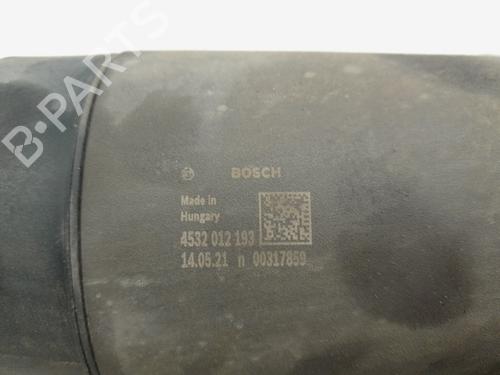 B-PARTS
BOSCH
Made in
Hungary
4532 012 193
14.05.21 n 00317859